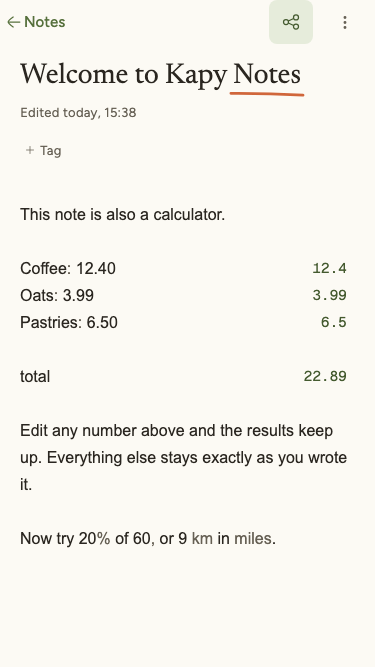 ← Notes
Welcome to Kapy Notes
Edited today, 15:38
+ Tag
This note is also a calculator.
Coffee: 12.40 12.4
Oats: 3.99 3.99
Pastries: 6.50 6.5
total 22.89
Edit any number above and the results keep
up. Everything else stays exactly as you wrote
it.
Now try 20% of 60, or 9 km in miles.